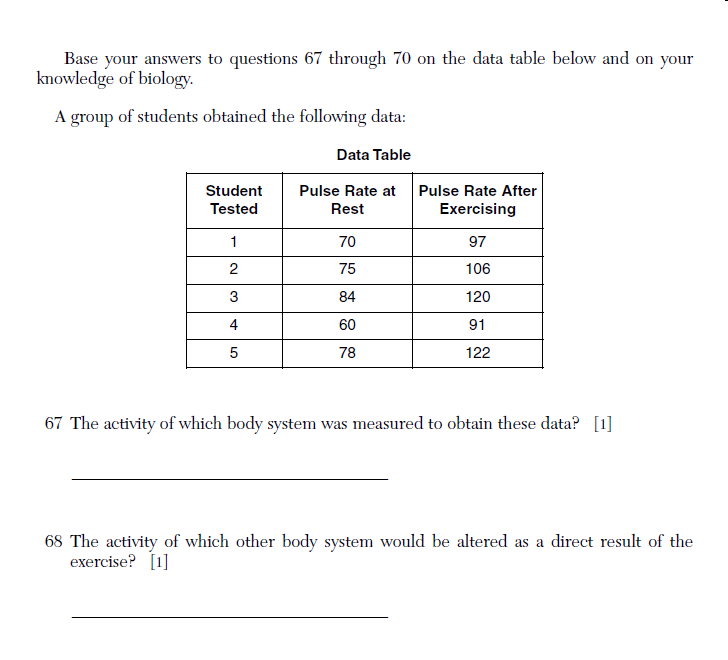 Base your answers to questions 67 through 70 on the data table below and on your
knowledge of biology.
A group of students obtained the following data:
Data Table
Student Tested | Pulse Rate at Rest | Pulse Rate After Exercising
1 | 70 | 97
2 | 75 | 106
3 | 84 | 120
4 | 60 | 91
5 | 78 | 122
67 The activity of which body system was measured to obtain these data? [1]
68 The activity of which other body system would be altered as a direct result of the
exercise? [1]